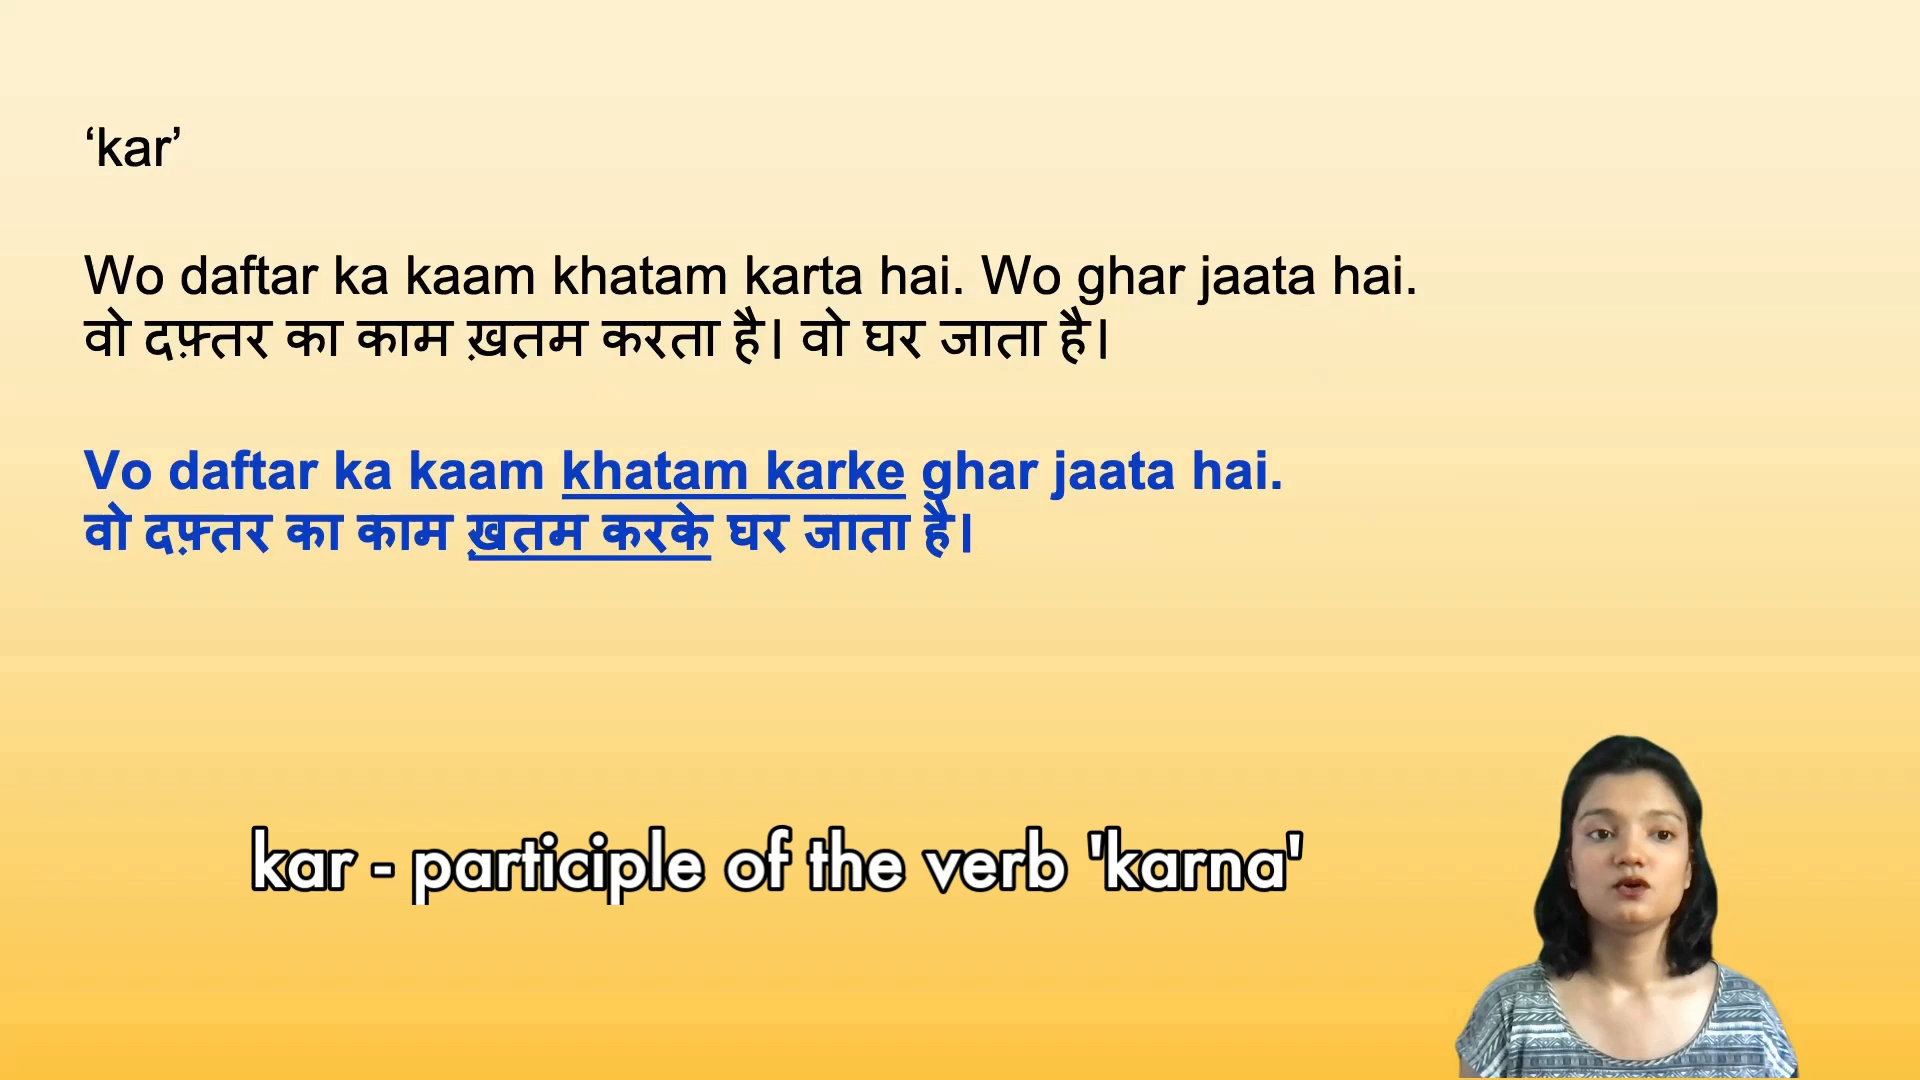 ‘kar’
Wo daftar ka kaam khatam karta hai. Wo ghar jaata hai.
वो दफ़्तर का काम ख़तम करता है। वो घर जाता है।
Vo daftar ka kaam khatam karke ghar jaata hai.
वो दफ़्तर का काम ख़तम करके घर जाता है।
kar - participle of the verb 'karna'